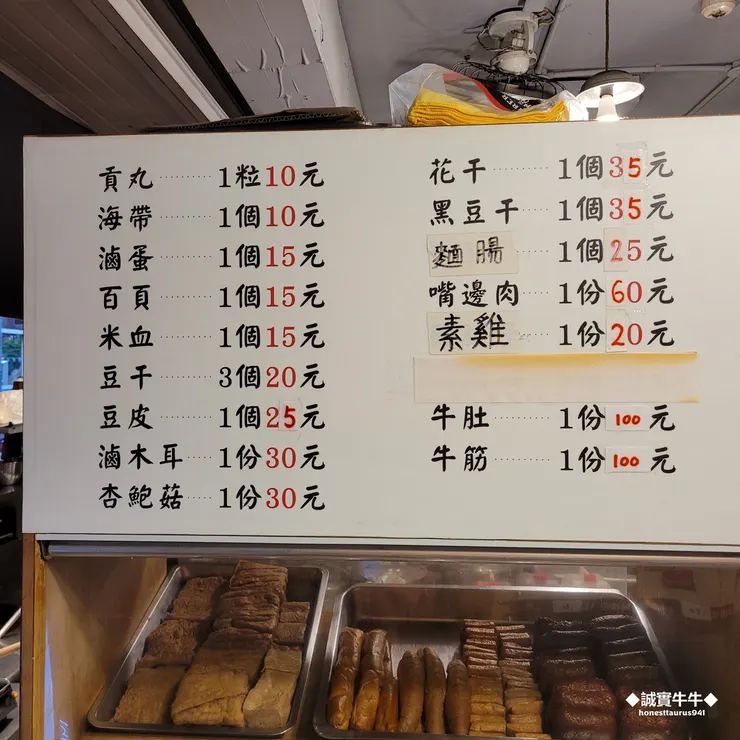 貢丸⋯⋯1粒10元
海帶⋯⋯1個10元
滷蛋⋯⋯1個15元
百頁⋯⋯1個15元
米血⋯⋯1個15元
豆干⋯⋯3個20元
豆皮⋯⋯1個25元
滷木耳⋯⋯1份30元
杏鮑菇⋯⋯1份30元
花干⋯⋯1個35元
黑豆干⋯⋯1個35元
麵腸⋯⋯1個25元
嘴邊肉⋯⋯1份60元
素雞⋯⋯1份20元
牛肚⋯⋯1份100元
牛筋⋯⋯1份100元
◆誠實牛牛◆
honesttaurus941